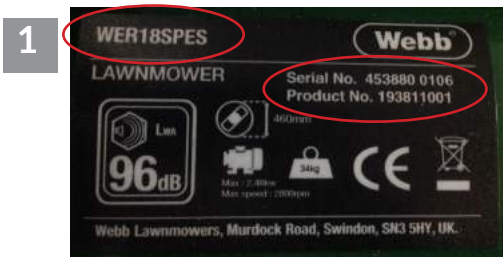 1
WER18SPES
Webb
LAWNMOWER
Serial No. 453880 0106
Product No. 193811001
LWA
96dB
460mm
34kg
Max : 2.46kw
Max speed : 2800rpm
CE
Webb Lawnmowers, Murdock Road, Swindon, SN3 5HY, UK.